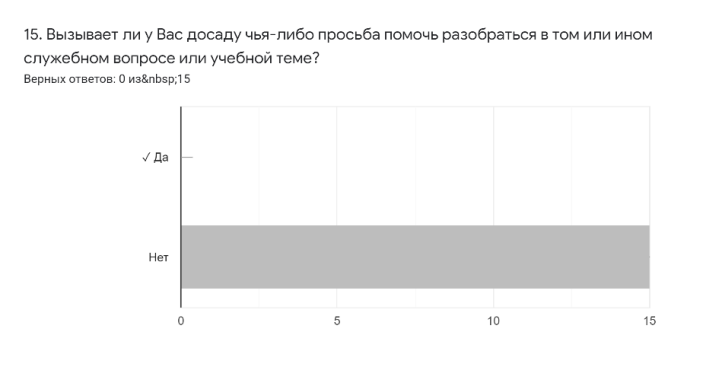 15. Вызывает ли у Вас досаду чья-либо просьба помочь разобраться в том или ином
служебном вопросе или учебной теме?
Верных ответов: 0 из&nbsp;15
✓ Да
Нет
0 5 10 15